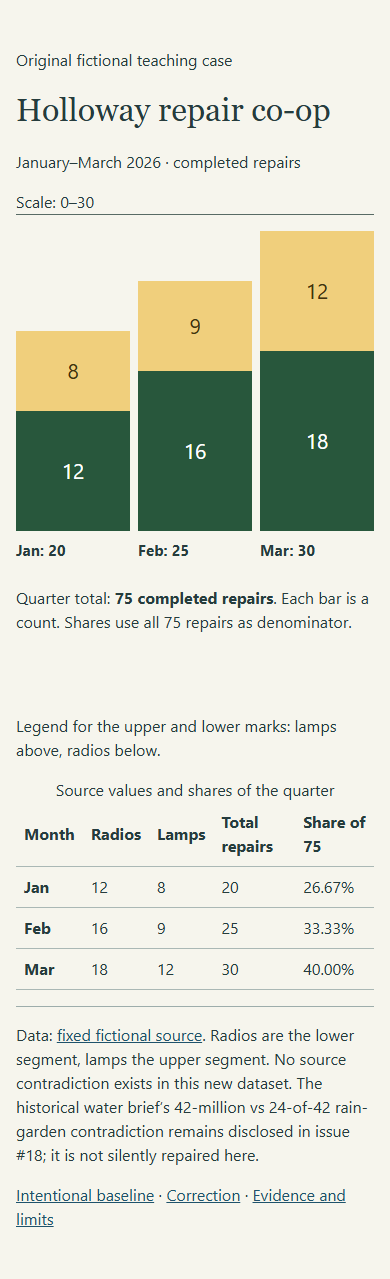 Original fictional teaching case
Holloway repair co-op
January–March 2026 · completed repairs
Scale: 0–30
8
9
12
12
16
18
Jan: 20
Feb: 25
Mar: 30
Quarter total: 75 completed repairs. Each bar is a
count. Shares use all 75 repairs as denominator.
Legend for the upper and lower marks: lamps
above, radios below.
Source values and shares of the quarter
Month Radios Lamps Total repairs Share of 75
Jan 12 8 20 26.67%
Feb 16 9 25 33.33%
Mar 18 12 30 40.00%
Data: fixed fictional source. Radios are the lower
segment, lamps the upper segment. No source
contradiction exists in this new dataset. The
historical water brief's 42-million vs 24-of-42 rain-
garden contradiction remains disclosed in issue
#18; it is not silently repaired here.
Intentional baseline · Correction · Evidence and
limits